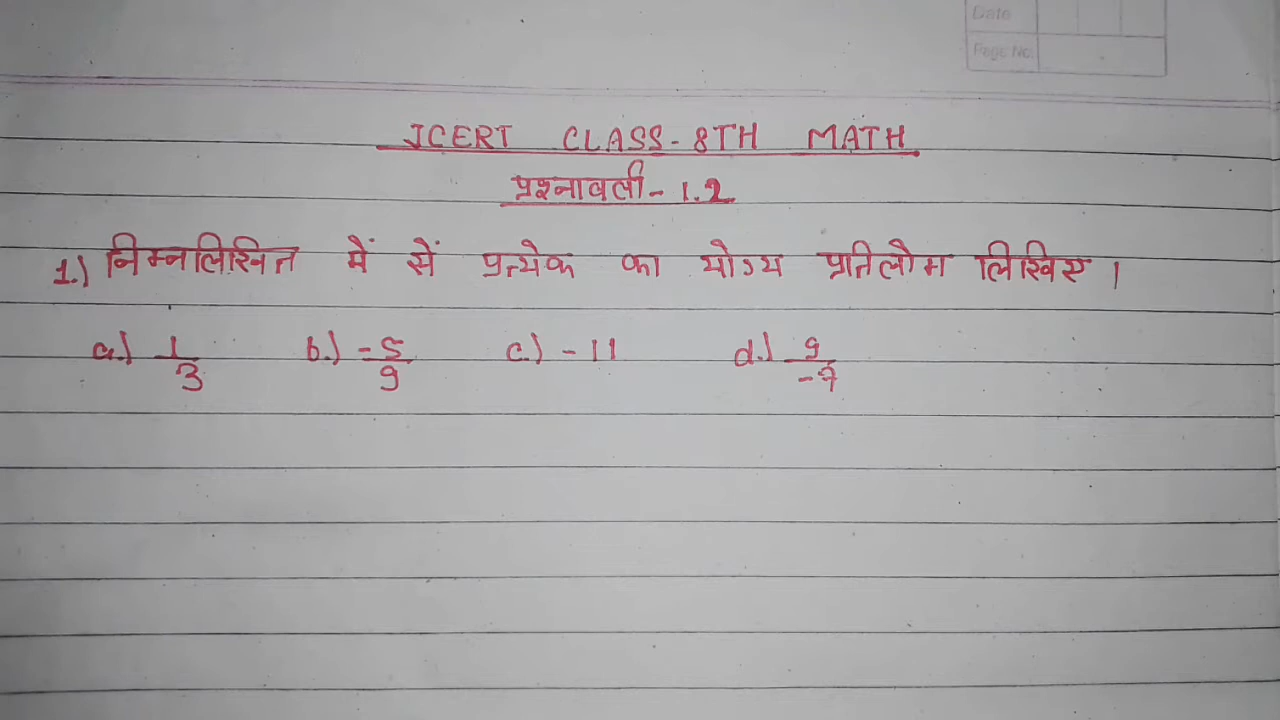 Date
Page No.
JCERT CLASS-8TH MATH
प्रश्नावली-1.2
1.) निम्नलिखित में सें प्रत्येक का योज्य प्रतिलोम लिखिए।
a.) 1/3 b.) -5/9 c.) -11 d.) 9/-7